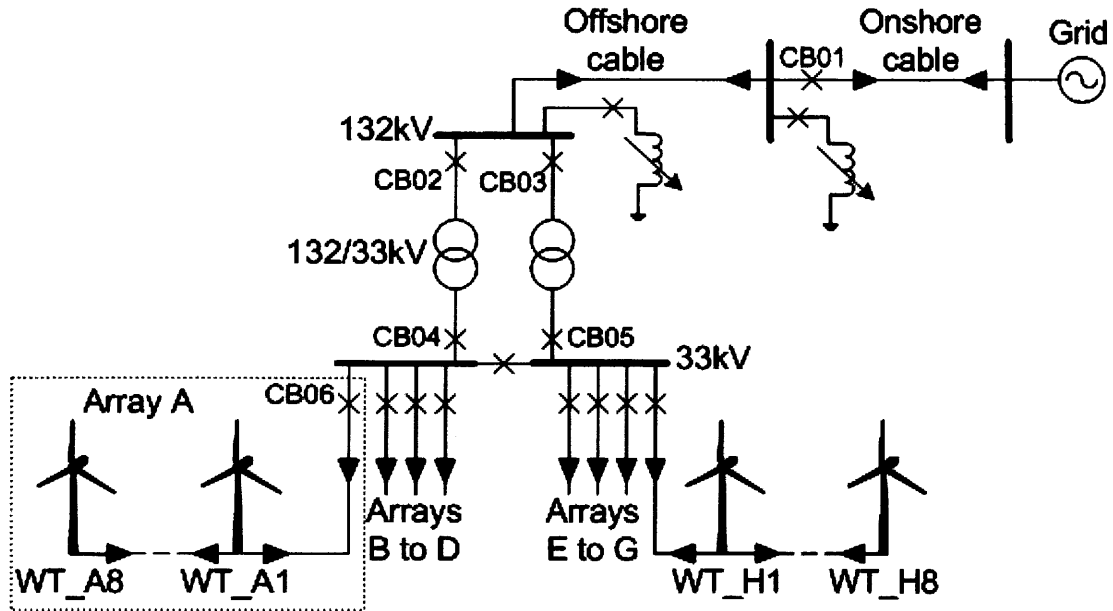 Offshore
cable
Onshore
cable
Grid
CB01
132kV
CB02
CB03
132/33kV
CB04
CB05
33kV
Array A
CB06
Arrays
B to D
Arrays
E to G
WT_A8
WT_A1
WT_H1
WT_H8